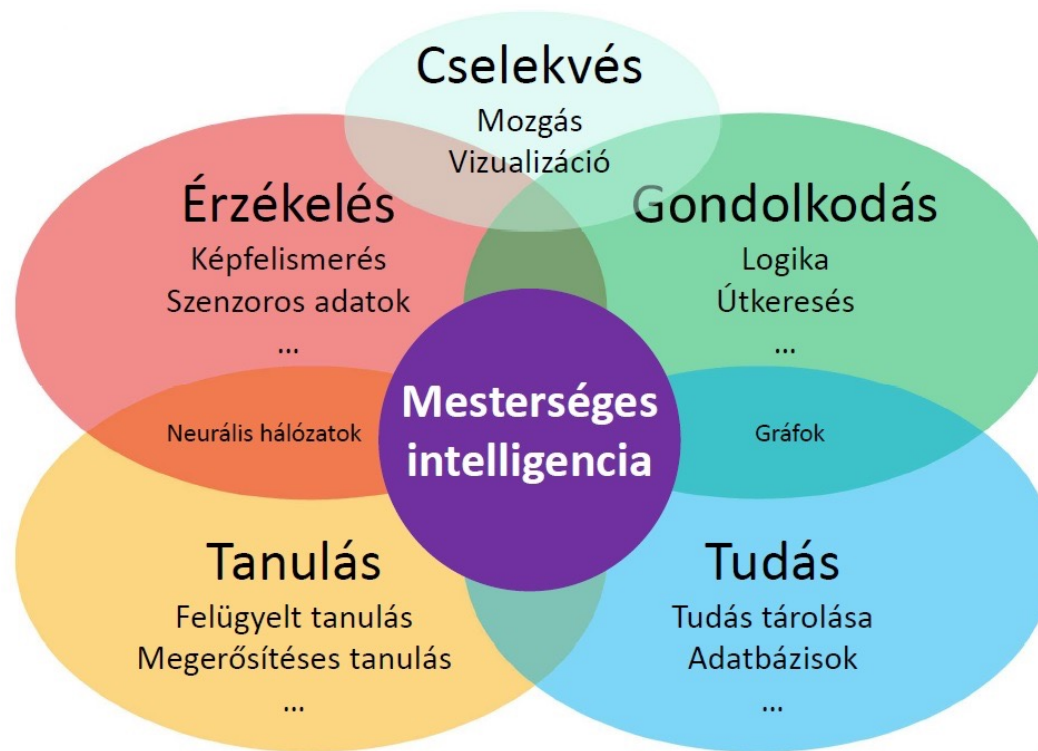 Cselekvés
Mozgás
Vizualizáció
Érzékelés
Képfelismerés
Szenzoros adatok
...
Gondolkodás
Logika
Útkeresés
...
Neurális hálózatok
Mesterséges
intelligencia
Gráfok
Tanulás
Felügyelt tanulás
Megerősítéses tanulás
...
Tudás
Tudás tárolása
Adatbázisok
...